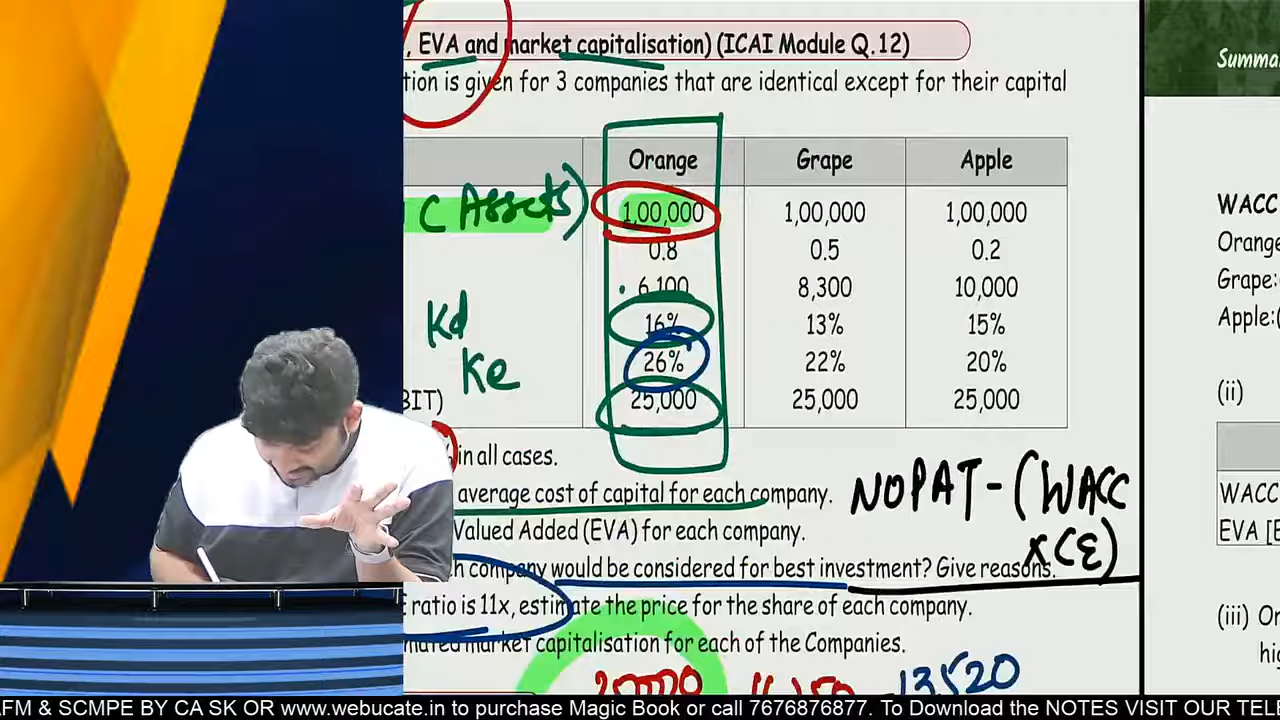 , EVA and market capitalisation) (ICAI Module Q.12)
tion is given for 3 companies that are identical except for their capital
Orange Grape Apple
C Assets) 1,00,000 1,00,000 1,00,000
0.8 0.5 0.2
6,100 8,300 10,000
Kd 16% 13% 15%
Ke 26% 22% 20%
BIT) 25,000 25,000 25,000
in all cases.
average cost of capital for each company.
NOPAT-(WACC
XCE)
Valued Added (EVA) for each company.
h company would be considered for best investment? Give reasons.
E ratio is 11x, estimate the price for the share of each company.
mated market capitalisation for each of the Companies.
20000 16250 13520
Summa
WACC
Orange
Grape:
Apple:(
(ii)
WACC
EVA [E
(iii) On
hig
AFM & SCMPE BY CA SK OR www.webucate.in to purchase Magic Book or call 7676876877. To Download the NOTES VISIT OUR TEL